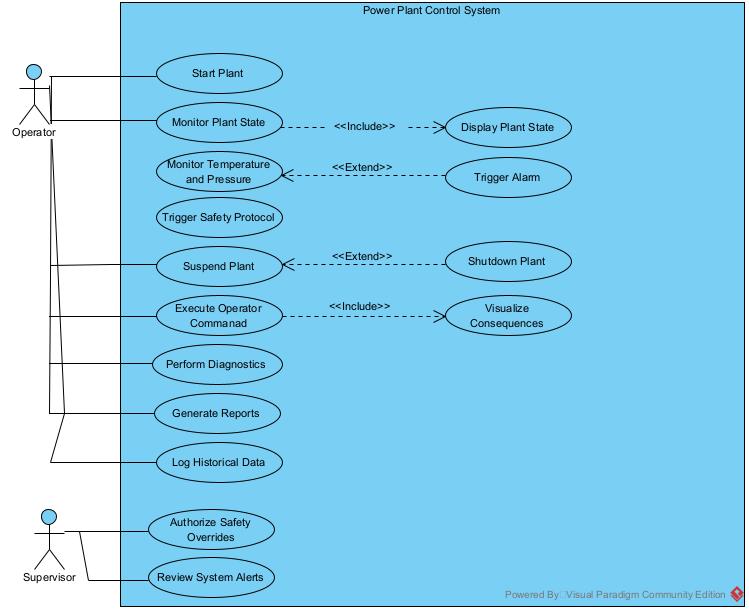 Power Plant Control System
Start Plant
Operator
Monitor Plant State
<<Include>>
Display Plant State
Monitor Temperature
and Pressure
<<Extend>>
Trigger Alarm
Trigger Safety Protocol
Suspend Plant
<<Extend>>
Shutdown Plant
Execute Operator
Commanad
<<Include>>
Visualize
Consequences
Perform Diagnostics
Generate Reports
Log Historical Data
Authorize Safety
Overrides
Supervisor
Review System Alerts
Powered By Visual Paradigm Community Edition